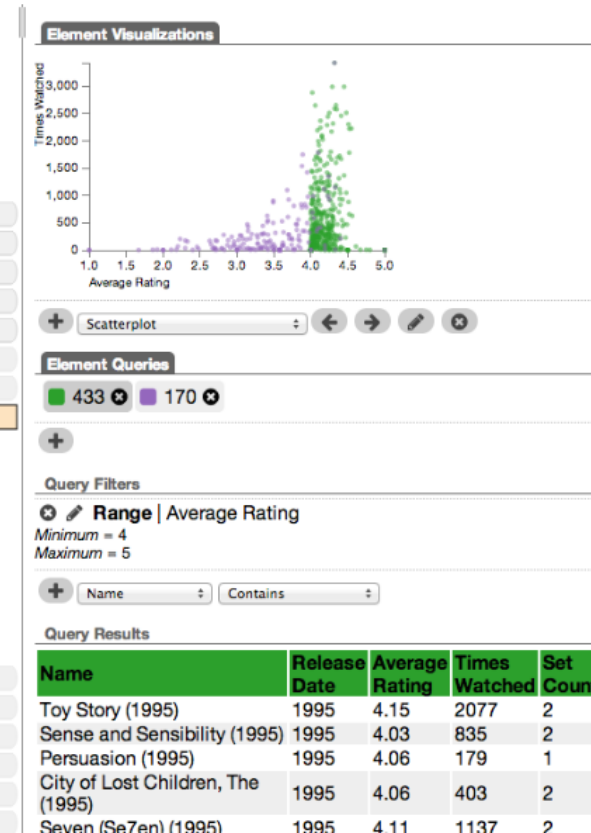 Element Visualizations
Times Watched
3,000
2,500
2,000
1,500
1,000
500
0
1.0 1.5 2.0 2.5 3.0 3.5 4.0 4.5 5.0
Average Rating
Scatterplot
Element Queries
433 170
Query Filters
Range | Average Rating
Minimum = 4
Maximum = 5
Name Contains
Query Results
Name Release Date Average Rating Times Watched Set Coun
Toy Story (1995) 1995 4.15 2077 2
Sense and Sensibility (1995) 1995 4.03 835 2
Persuasion (1995) 1995 4.06 179 1
City of Lost Children, The (1995) 1995 4.06 403 2
Seven (Se7en) (1995) 1995 4.11 1137 2